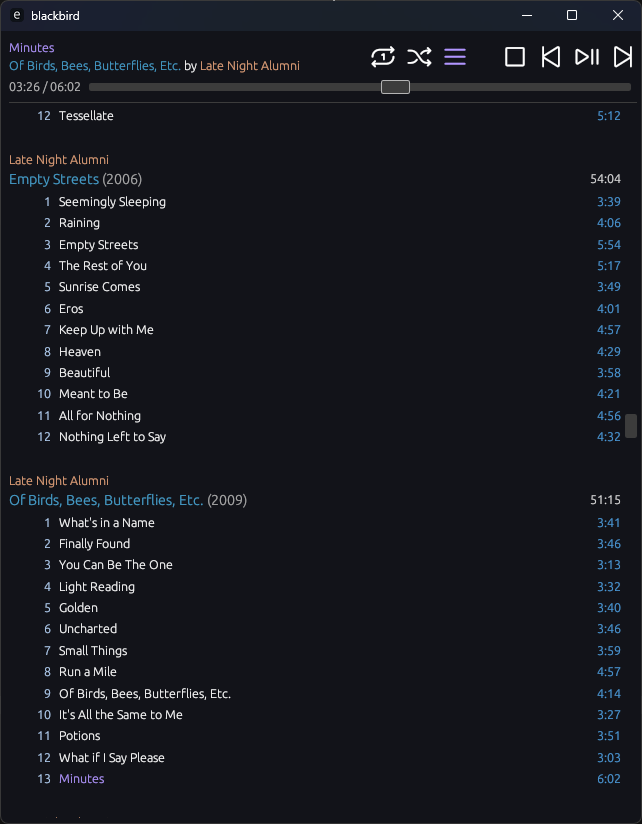 e blackbird
Minutes
Of Birds, Bees, Butterflies, Etc. by Late Night Alumni
1
03:26 / 06:02
12 Tessellate 5:12
Late Night Alumni
Empty Streets (2006) 54:04
1 Seemingly Sleeping 3:39
2 Raining 4:06
3 Empty Streets 5:54
4 The Rest of You 5:17
5 Sunrise Comes 3:49
6 Eros 4:01
7 Keep Up with Me 4:57
8 Heaven 4:29
9 Beautiful 3:58
10 Meant to Be 4:21
11 All for Nothing 4:56
12 Nothing Left to Say 4:32
Late Night Alumni
Of Birds, Bees, Butterflies, Etc. (2009) 51:15
1 What's in a Name 3:41
2 Finally Found 3:46
3 You Can Be The One 3:13
4 Light Reading 3:32
5 Golden 3:40
6 Uncharted 3:46
7 Small Things 3:59
8 Run a Mile 4:57
9 Of Birds, Bees, Butterflies, Etc. 4:14
10 It's All the Same to Me 3:27
11 Potions 3:51
12 What if I Say Please 3:03
13 Minutes 6:02